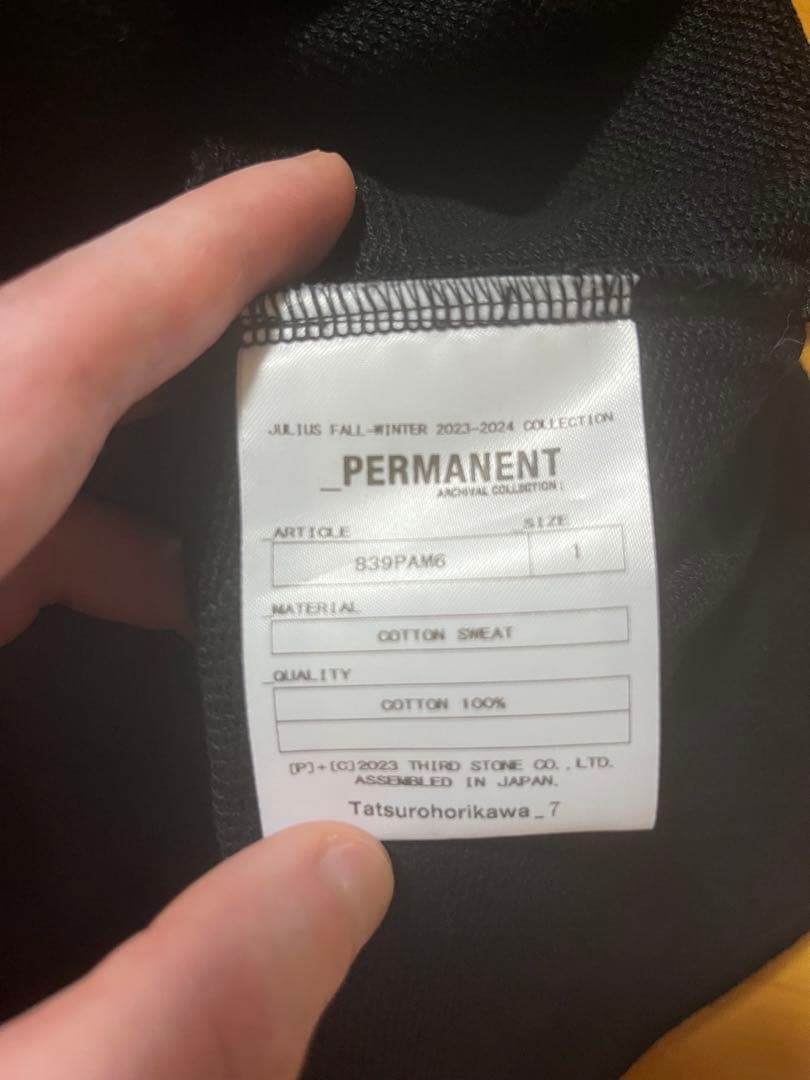 JULIUS FALL-WINTER 2023-2024 COLLECTION
_PERMANENT
ARCHIVAL COLLECTION:
_ARTICLE _SIZE
839PAM6 1
_MATERIAL
COTTON SWEAT
_QUALITY
COTTON 100%
[P]+[C]2023 THIRD STONE CO.,LTD.
ASSEMBLED IN JAPAN.
Tatsurohorikawa_7